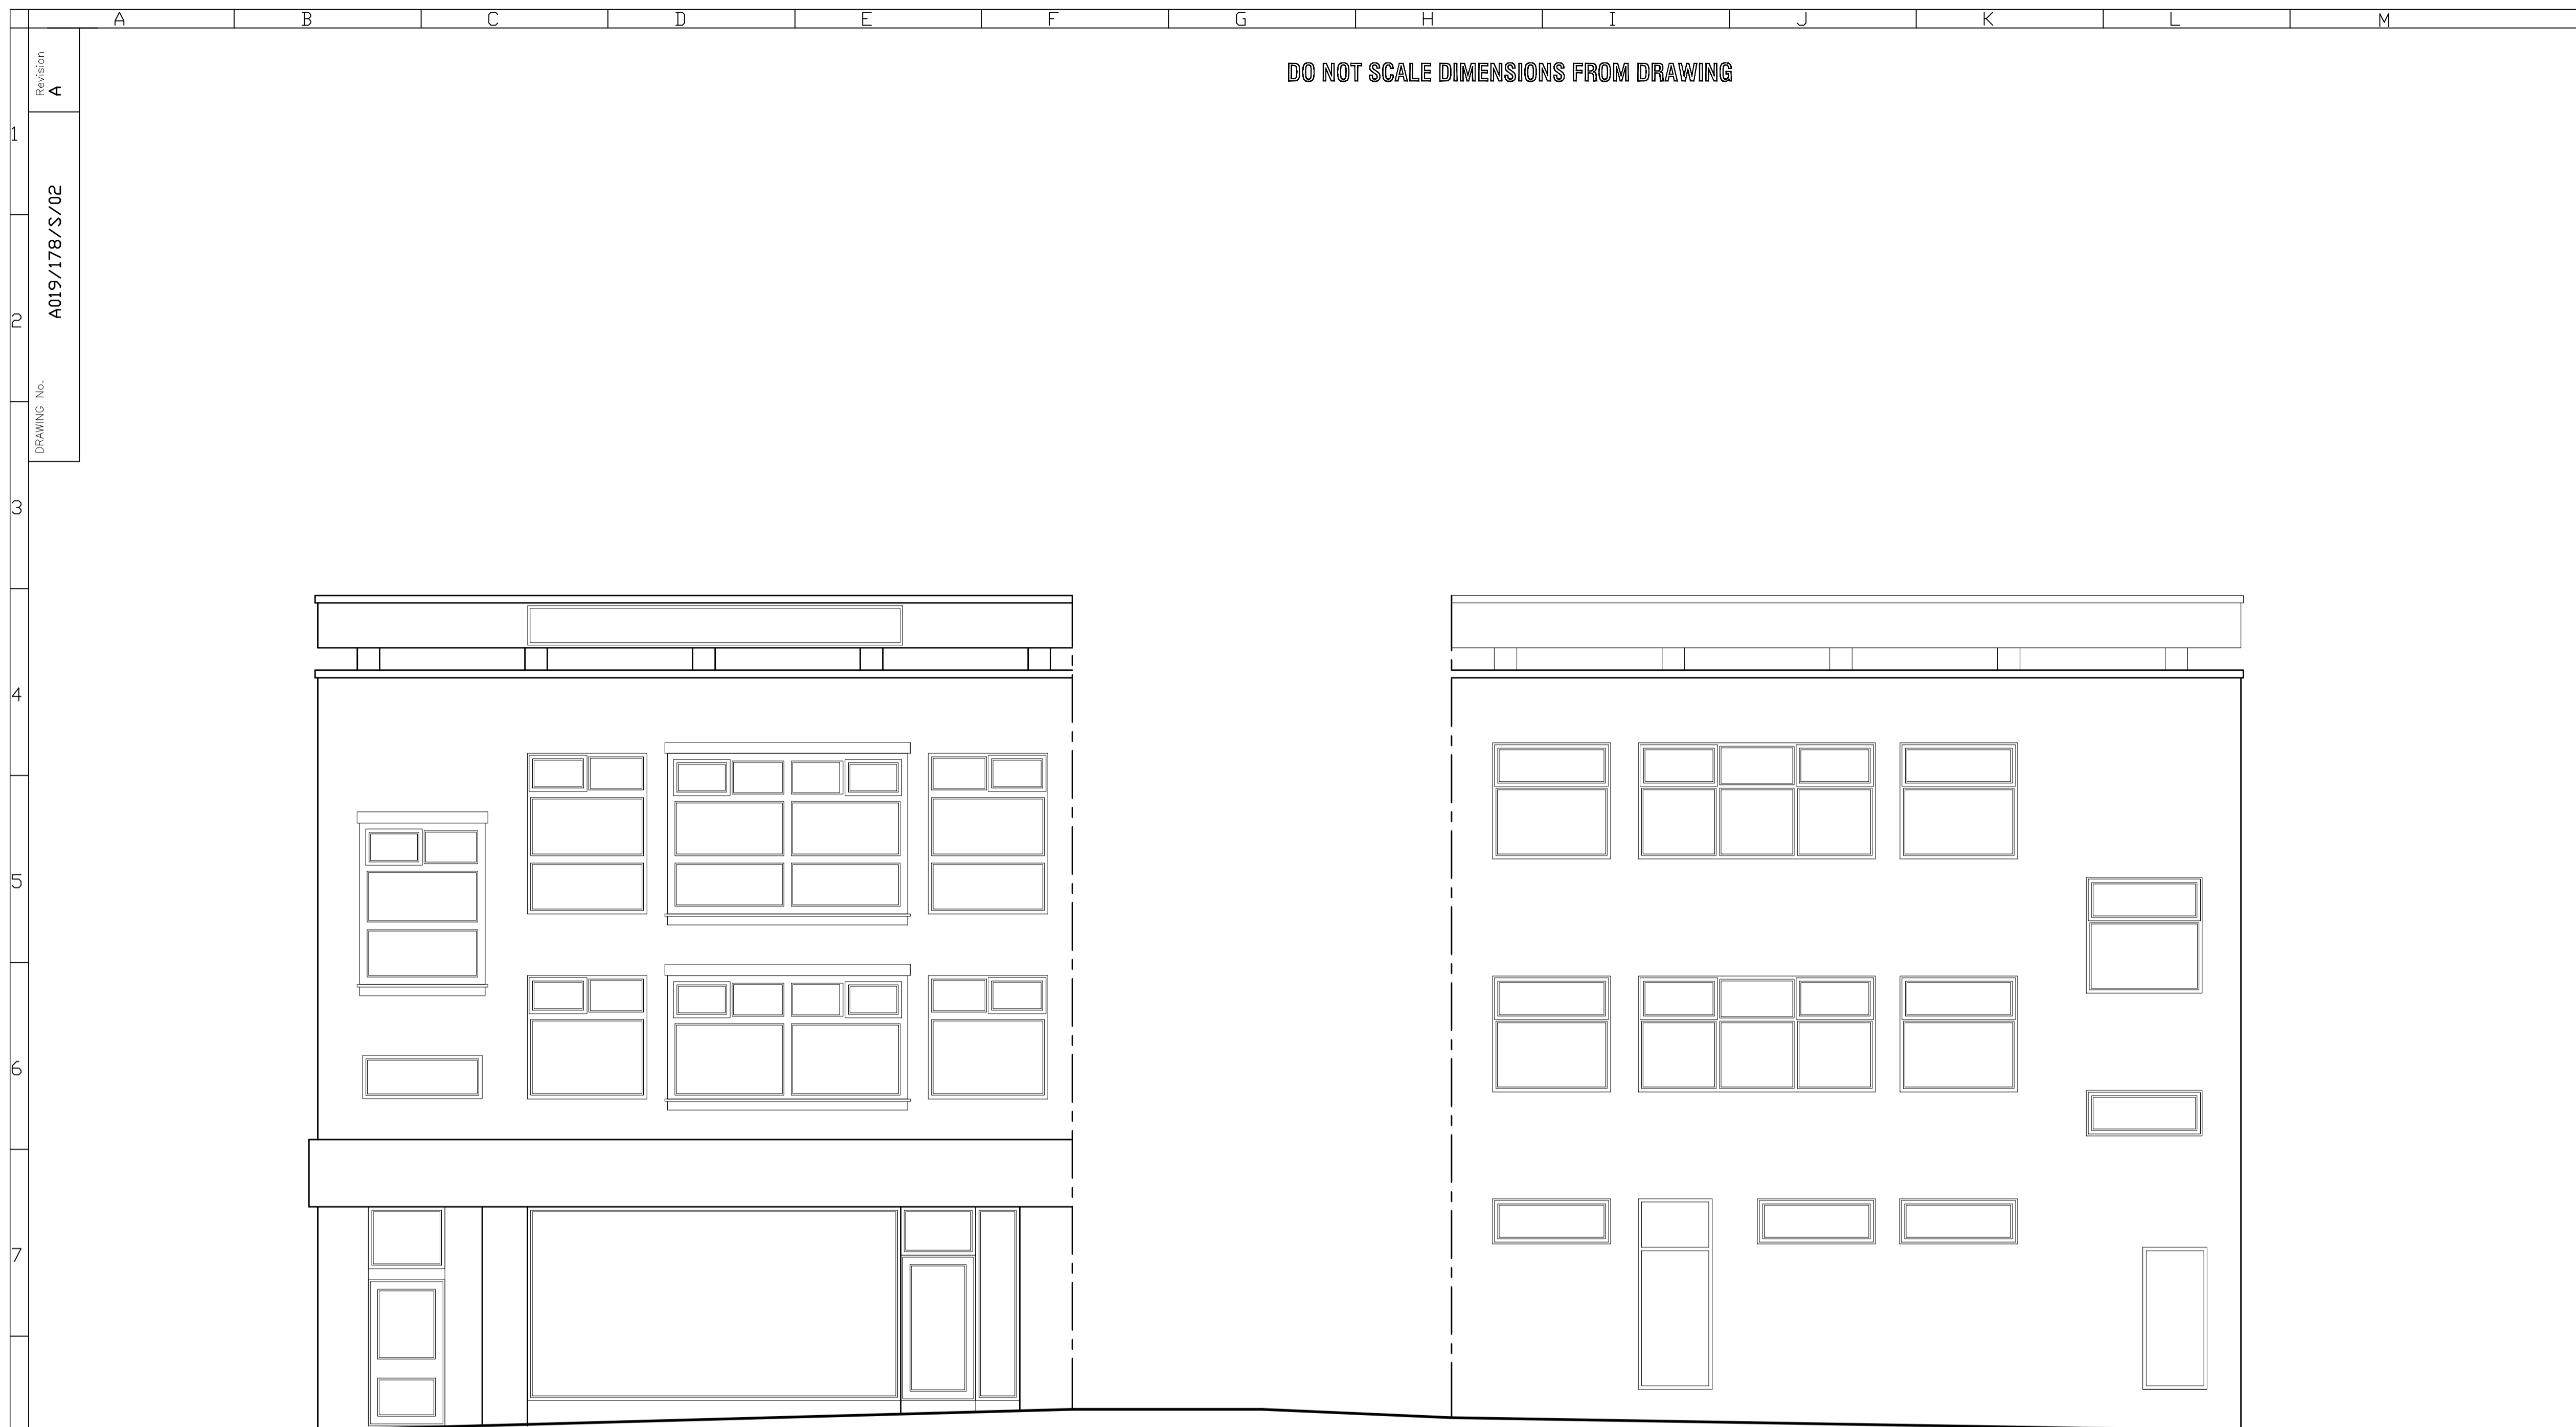 A B C D E F G H I J K L M
DO NOT SCALE DIMENSIONS FROM DRAWING
Revision
A
A019/178/S/02
DRAWING No.
1
2
3
4
5
6
7